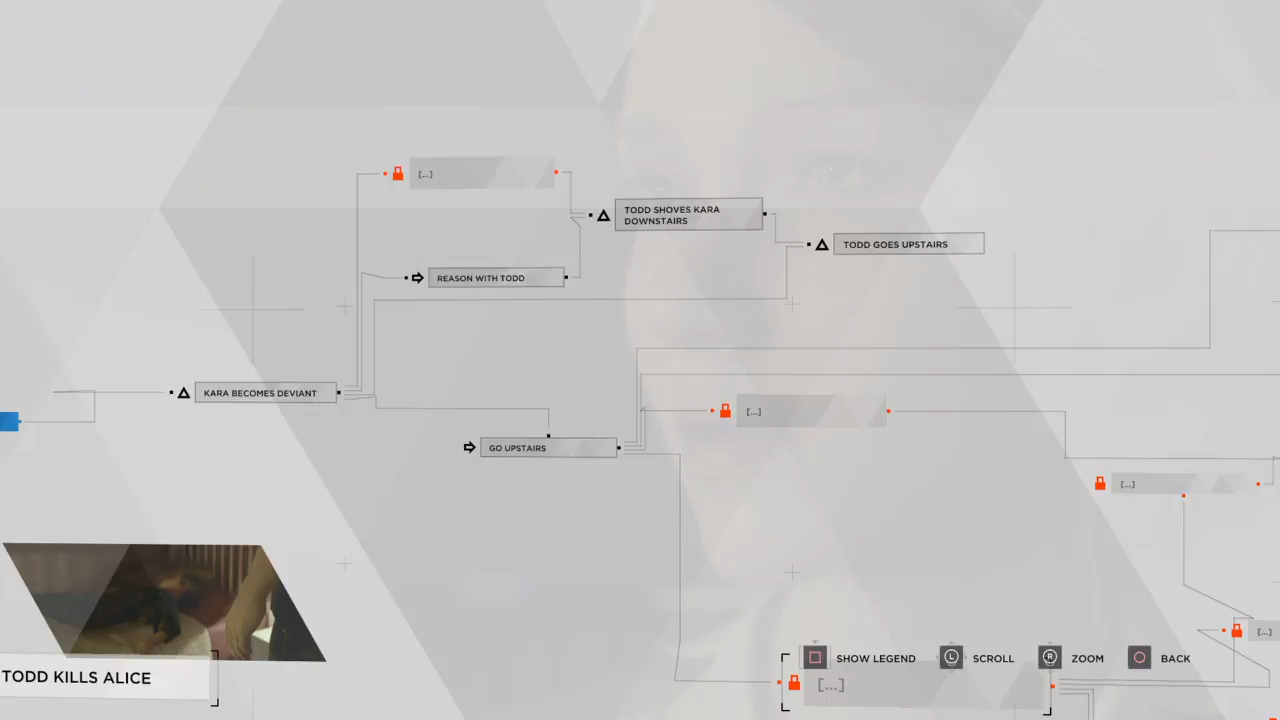 [...]
TODD SHOVES KARA
DOWNSTAIRS
TODD GOES UPSTAIRS
REASON WITH TODD
KARA BECOMES DEVIANT
[...]
GO UPSTAIRS
[...]
[...]
SHOW LEGEND
L
SCROLL
R
ZOOM
BACK
TODD KILLS ALICE
[...]